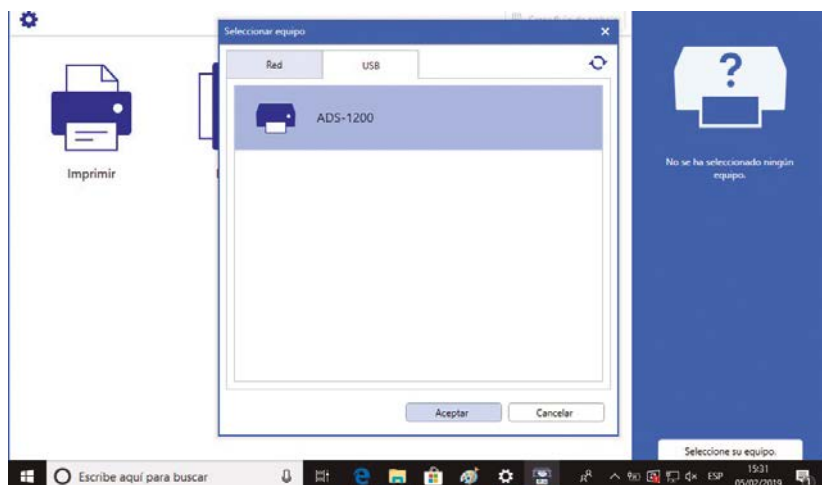 Seleccionar equipo
Red
USB
ADS-1200
Imprimir
No se ha seleccionado ningún
equipo.
Aceptar
Cancelar
Seleccione su equipo.
Escribe aquí para buscar
ESP
15:31
05/02/2019